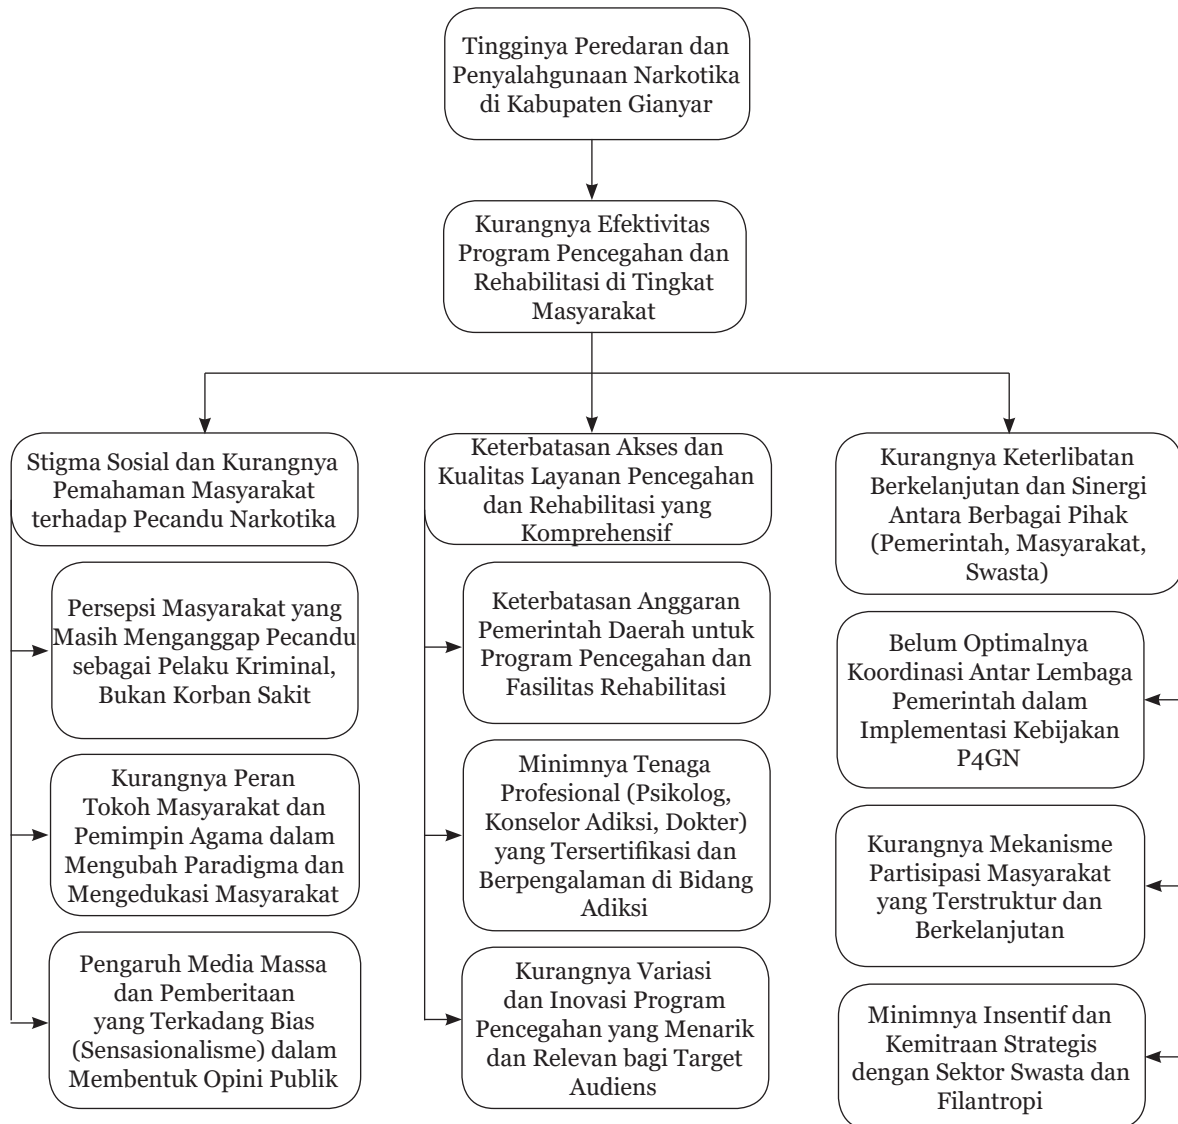 Tingginya Peredaran dan
Penyalahgunaan Narkotika
di Kabupaten Gianyar
Kurangnya Efektivitas
Program Pencegahan dan
Rehabilitasi di Tingkat
Masyarakat
Stigma Sosial dan Kurangnya
Pemahaman Masyarakat
terhadap Pecandu Narkotika
Persepsi Masyarakat yang
Masih Menganggap Pecandu
sebagai Pelaku Kriminal,
Bukan Korban Sakit
Kurangnya Peran
Tokoh Masyarakat dan
Pemimpin Agama dalam
Mengubah Paradigma dan
Mengedukasi Masyarakat
Pengaruh Media Massa
dan Pemberitaan
yang Terkadang Bias
(Sensasionalisme) dalam
Membentuk Opini Publik
Keterbatasan Akses dan
Kualitas Layanan Pencegahan
dan Rehabilitasi yang
Komprehensif
Keterbatasan Anggaran
Pemerintah Daerah untuk
Program Pencegahan dan
Fasilitas Rehabilitasi
Minimnya Tenaga
Profesional (Psikolog,
Konselor Adiksi, Dokter)
yang Tersertifikasi dan
Berpengalaman di Bidang
Adiksi
Kurangnya Variasi
dan Inovasi Program
Pencegahan yang Menarik
dan Relevan bagi Target
Audiens
Kurangnya Keterlibatan
Berkelanjutan dan Sinergi
Antara Berbagai Pihak
(Pemerintah, Masyarakat,
Swasta)
Belum Optimalnya
Koordinasi Antar Lembaga
Pemerintah dalam
Implementasi Kebijakan
P4GN
Kurangnya Mekanisme
Partisipasi Masyarakat
yang Terstruktur dan
Berkelanjutan
Minimnya Insentif dan
Kemitraan Strategis
dengan Sektor Swasta dan
Filantropi